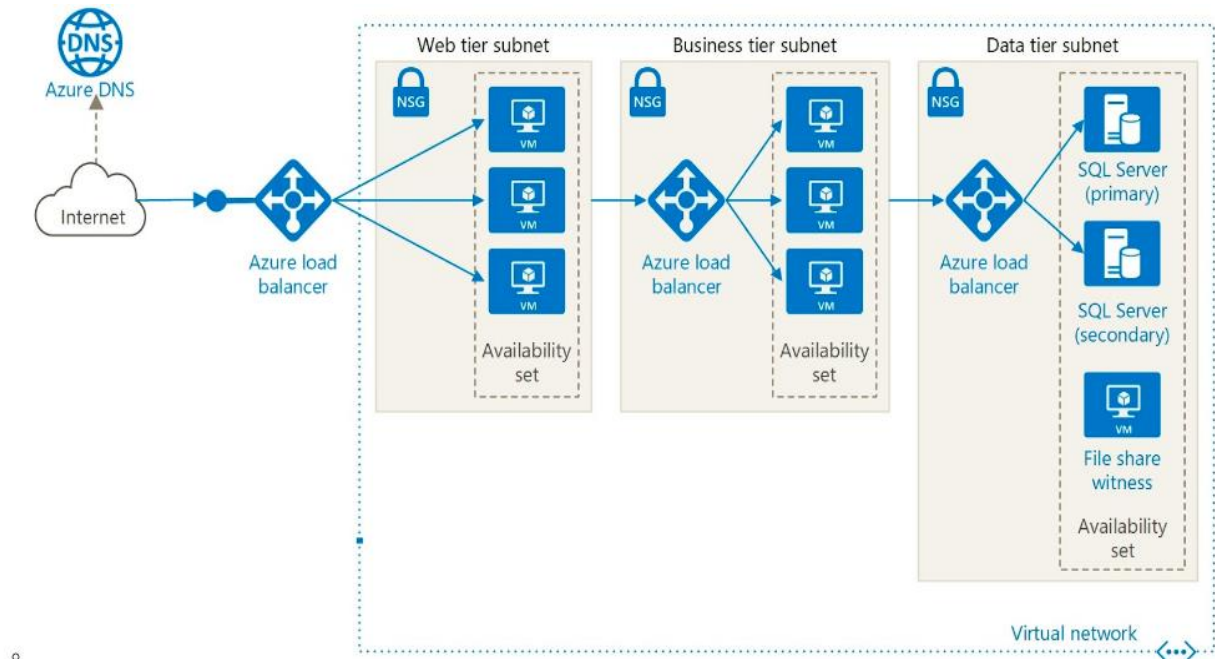 DNS
Azure DNS
Internet
Azure load
balancer
Web tier subnet
NSG
VM
VM
VM
Availability
set
Business tier subnet
NSG
Azure load
balancer
VM
VM
VM
Availability
set
Data tier subnet
NSG
Azure load
balancer
SQL Server
(primary)
SQL Server
(secondary)
VM
File share
witness
Availability
set
Virtual network